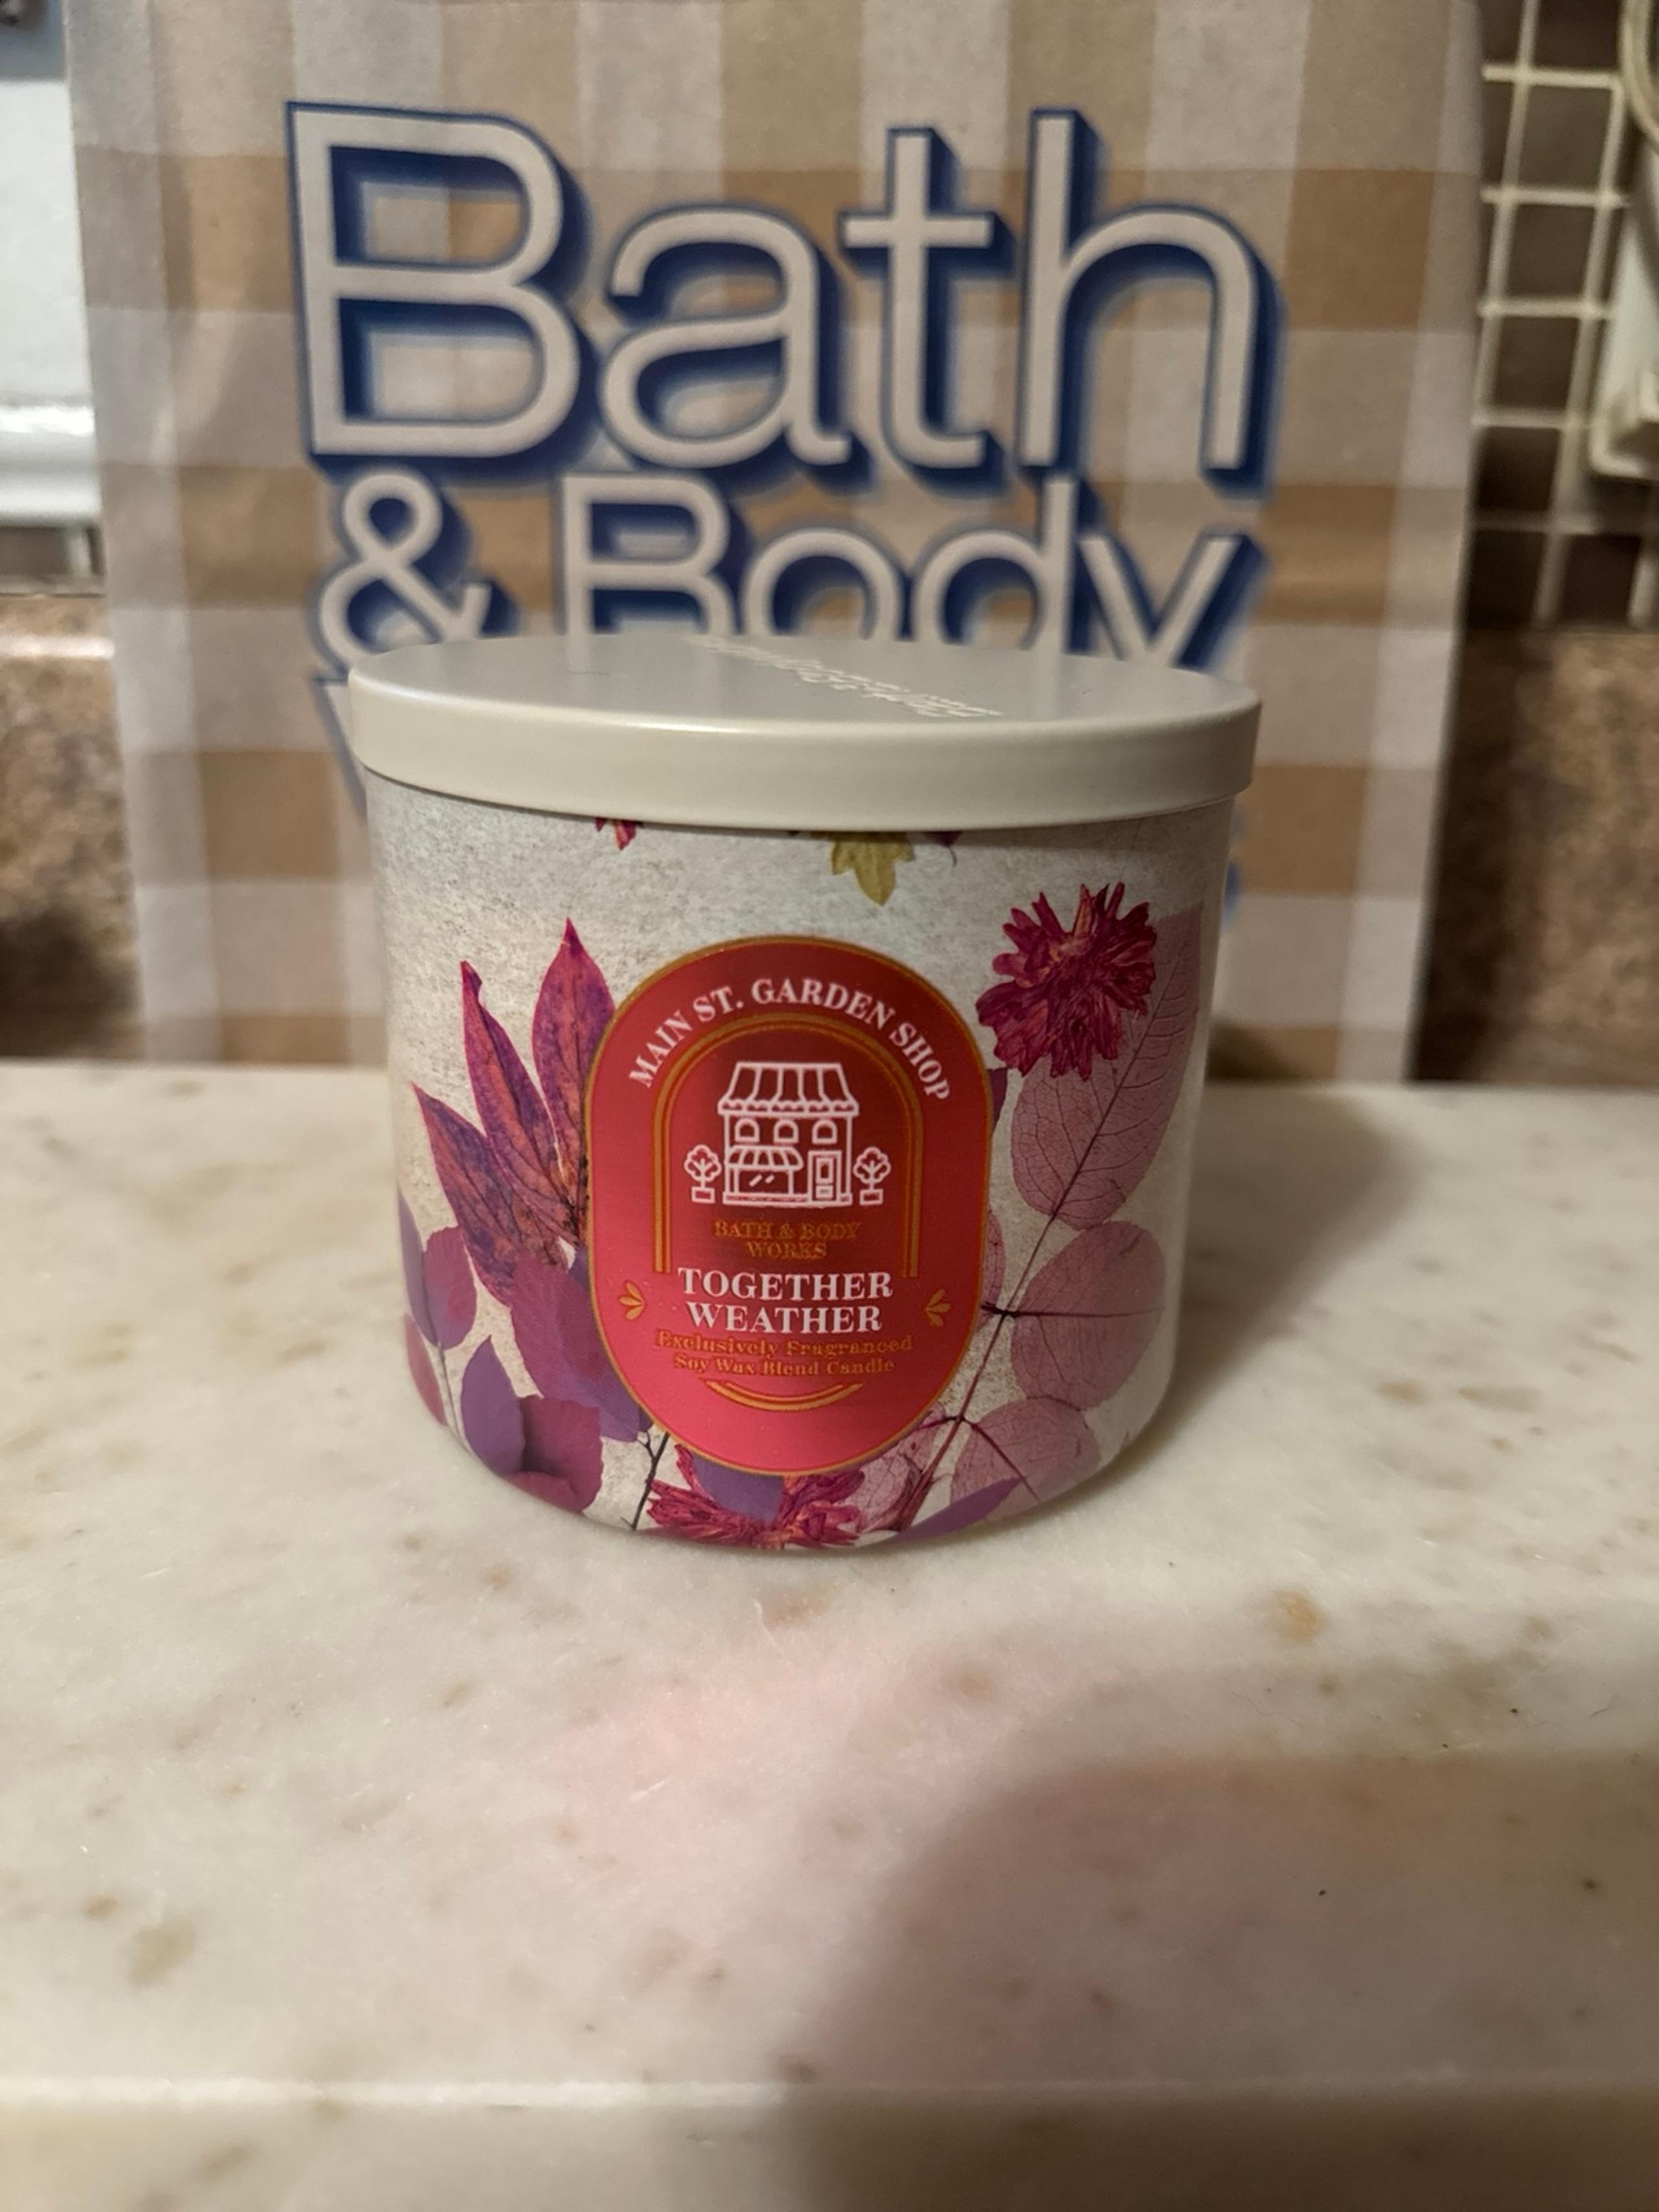 Bath
& Body
MAIN ST. GARDEN SHOP
BATH & BODY
WORKS
TOGETHER
WEATHER
Exclusively Fragranced
Soy Wax Blend Candle